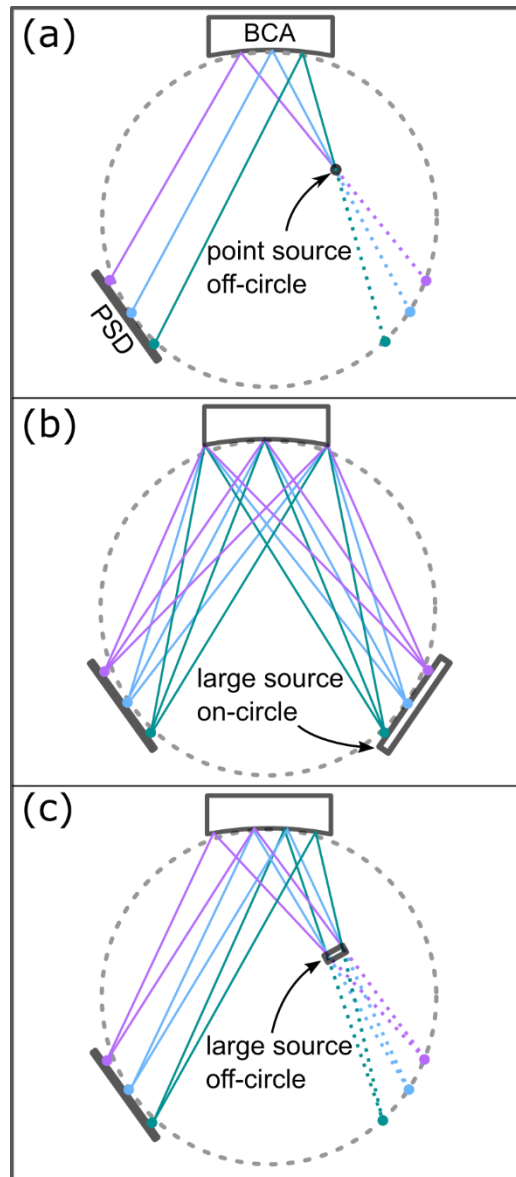 (a)
BCA
point source
off-circle
PSD
(b)
large source
on-circle
(c)
large source
off-circle